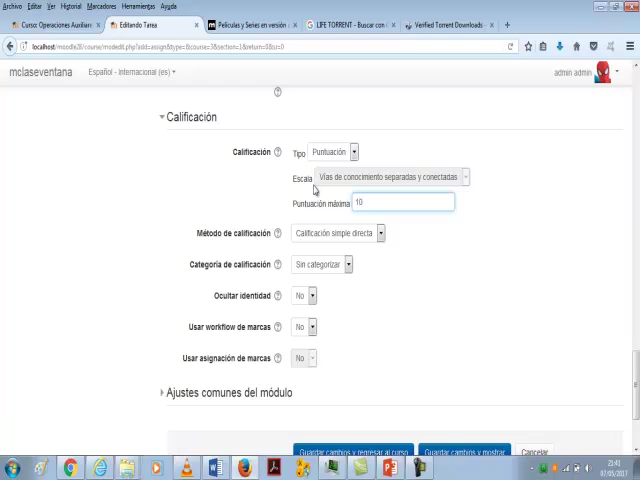 Archivo Editar Ver Historial Marcadores Herramientas Ayuda
Curso: Operaciones Auxiliare
Editando Tarea
Peliculas y Series en versión
LIFE TORRENT - Buscar con
Verified Torrent Downloads -
localhost/moodle28/course/modedit.php?add=assign&type=&course=3&section=1&return=0&sr=0
Buscar
mclaseventana
Español - Internacional (es)
admin admin
Calificación
Calificación
Tipo
Puntuación
Escala
Vías de conocimiento separadas y conectadas
Puntuación máxima
10
Método de calificación
Calificación simple directa
Categoría de calificación
Sin categorizar
Ocultar identidad
No
Usar workflow de marcas
No
Usar asignación de marcas
No
Ajustes comunes del módulo
Guardar cambios y regresar al curso
Guardar cambios y mostrar
Cancelar
21:41
07/05/2017